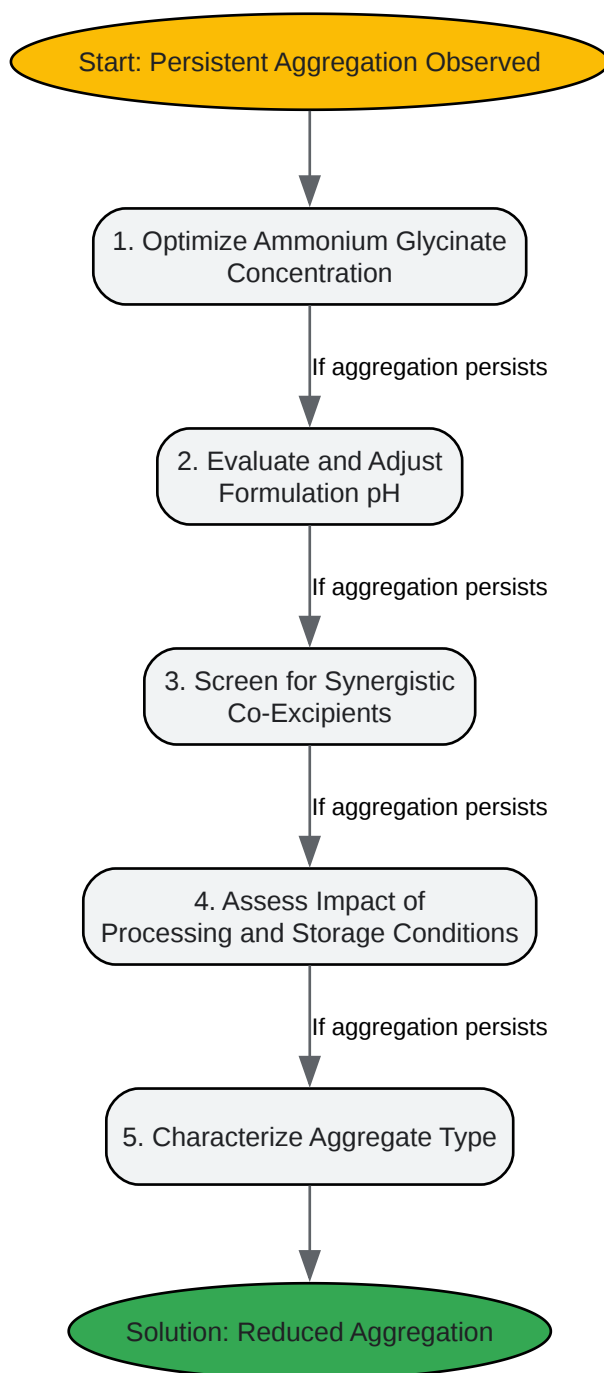 Start: Persistent Aggregation Observed
1. Optimize Ammonium Glycinate
Concentration
If aggregation persists
2. Evaluate and Adjust
Formulation pH
If aggregation persists
3. Screen for Synergistic
Co-Excipients
If aggregation persists
4. Assess Impact of
Processing and Storage Conditions
If aggregation persists
5. Characterize Aggregate Type
Solution: Reduced Aggregation